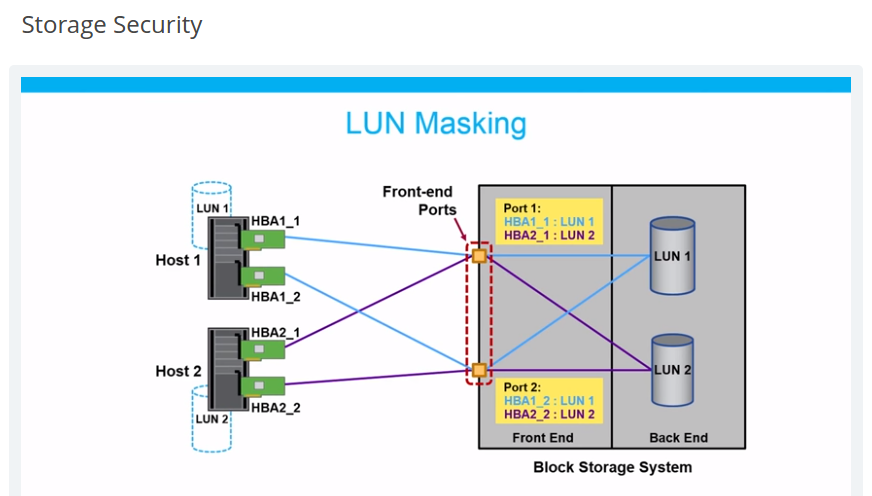 Storage Security
LUN Masking
Front-end
Ports
LUN 1
HBA1_1
Host 1
HBA1_2
HBA2_1
Host 2
HBA2_2
LUN 2
Port 1:
HBA1_1 : LUN 1
HBA2_1 : LUN 2
LUN 1
LUN 2
Port 2:
HBA1_2 : LUN 1
HBA2_2 : LUN 2
Front End
Back End
Block Storage System